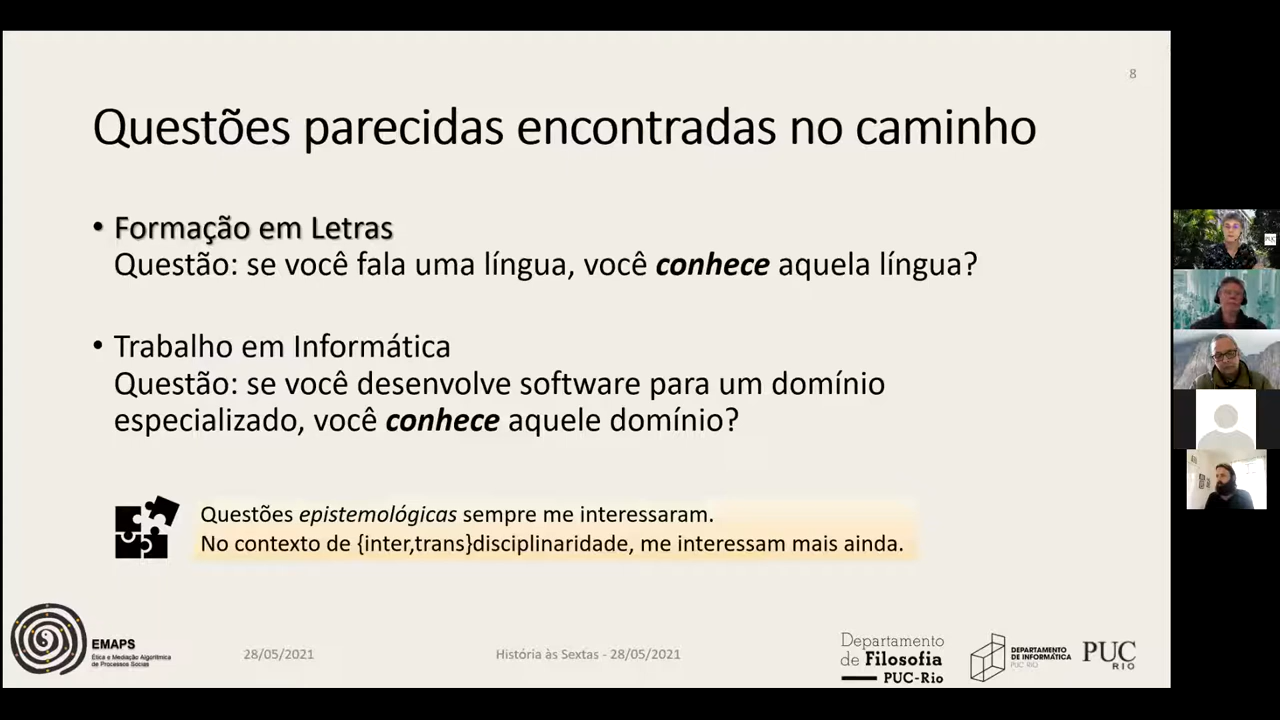 8
Questões parecidas encontradas no caminho
• Formação em Letras
Questão: se você fala uma língua, você conhece aquela língua?
• Trabalho em Informática
Questão: se você desenvolve software para um domínio
especializado, você conhece aquele domínio?
Questões epistemológicas sempre me interessaram.
No contexto de {inter,trans}disciplinaridade, me interessam mais ainda.
EMAPS
Ética e Mediação Algorítmica
de Processos Sociais
28/05/2021
História às Sextas - 28/05/2021
Departamento
de Filosofia
PUC-Rio
DEPARTAMENTO
DE INFORMÁTICA
PUC RIO
PUC
RIO
PUC